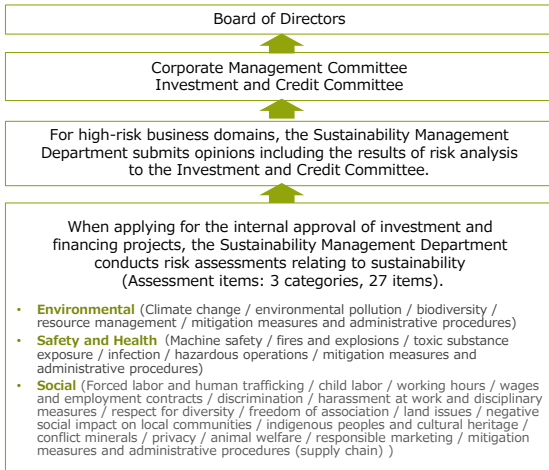 Board of Directors
Corporate Management Committee
Investment and Credit Committee
For high-risk business domains, the Sustainability Management
Department submits opinions including the results of risk analysis
to the Investment and Credit Committee.
When applying for the internal approval of investment and
financing projects, the Sustainability Management Department
conducts risk assessments relating to sustainability
(Assessment items: 3 categories, 27 items).
• Environmental (Climate change / environmental pollution / biodiversity /
resource management / mitigation measures and administrative procedures)
• Safety and Health (Machine safety / fires and explosions / toxic substance
exposure / infection / hazardous operations / mitigation measures and
administrative procedures)
• Social (Forced labor and human trafficking / child labor / working hours / wages
and employment contracts / discrimination / harassment at work and disciplinary
measures / respect for diversity / freedom of association / land issues / negative
social impact on local communities / indigenous peoples and cultural heritage /
conflict minerals / privacy / animal welfare / responsible marketing / mitigation
measures and administrative procedures (supply chain) )